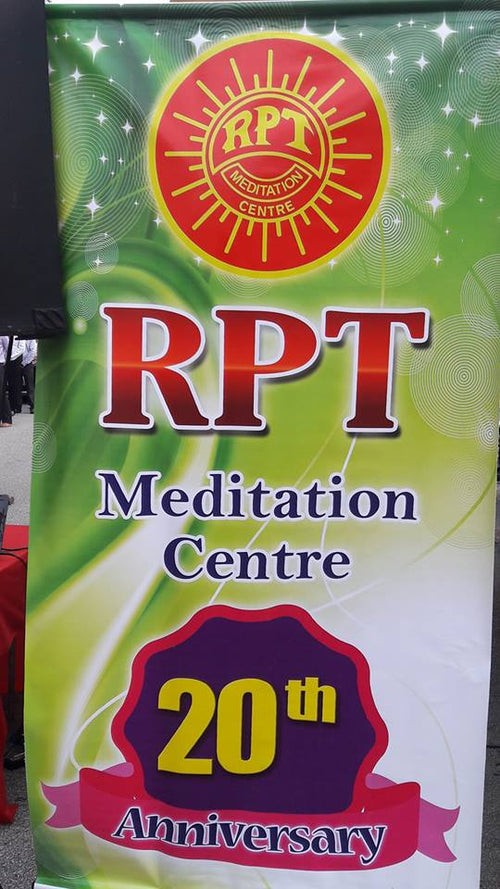 RPT
MEDITATION
CENTRE
RPT
Meditation
Centre
20th
Anniversary